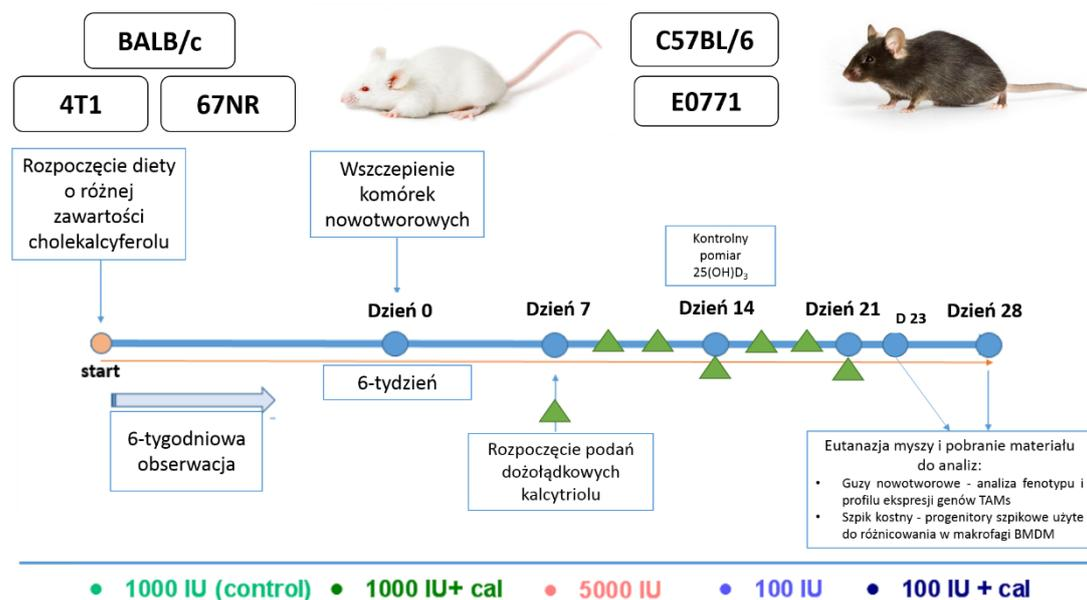 BALB/c
4T1
67NR
C57BL/6
E0771
Rozpoczęcie diety
o różnej
zawartości
cholekalcyferolu
Wszczepienie
komórek
nowotworowych
Kontrolny
pomiar
25(OH)D₃
Dzień 0
Dzień 7
Dzień 14
Dzień 21
D 23
Dzień 28
start
6-tydzień
6-tygodniowa
obserwacja
Rozpoczęcie podań
dożołądkowych
kalcytriolu
Eutanazja myszy i pobranie materiału
do analiz:
• Guzy nowotworowe - analiza fenotypu i
profilu ekspresji genów TAMs
• Szpik kostny - progenitory szpikowe użyte
do różnicowania w makrofagi BMDM
• 1000 IU (control) • 1000 IU+ cal • 5000 IU • 100 IU • 100 IU + cal